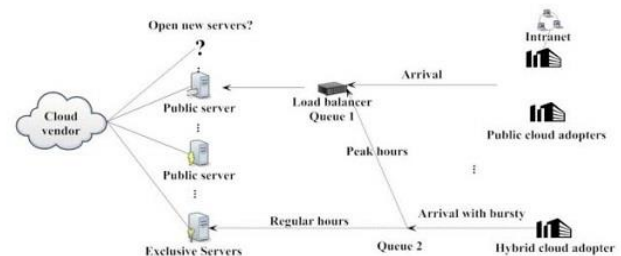 Open new servers?
?
Intranet
Arrival
Public server
Load balancer
Queue 1
Cloud
vendor
Public cloud adopters
Peak hours
Public server
Regular hours
Arrival with bursty
Exclusive Servers
Queue 2
Hybrid cloud adopter